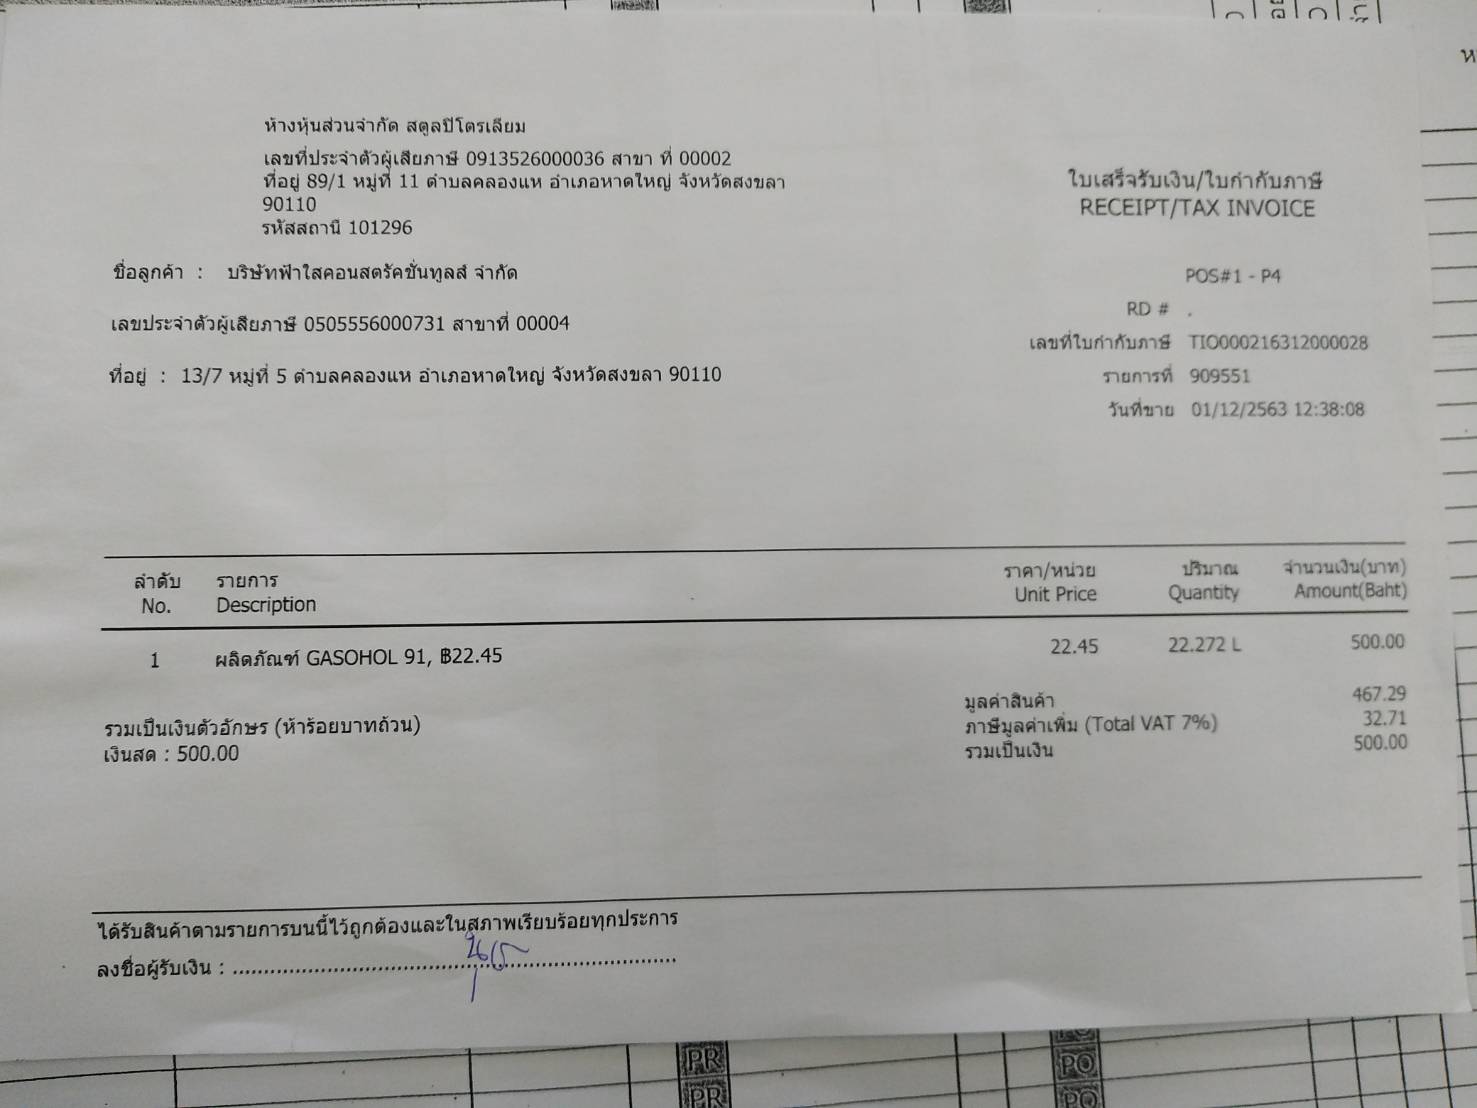 ห้างหุ้นส่วนจำกัด สตูลปิโตรเลียม
เลขที่ประจำตัวผู้เสียภาษี 0913526000036 สาขา ที่ 00002
ที่อยู่ 89/1 หมู่ที่ 11 ตำบลคลองแห อำเภอหาดใหญ่ จังหวัดสงขลา
90110
รหัสสถานี 101296
ใบเสร็จรับเงิน/ใบกำกับภาษี
RECEIPT/TAX INVOICE
ชื่อลูกค้า : บริษัทฟ้าใสคอนสตรัคชั่นทูลส์ จำกัด
เลขประจำตัวผู้เสียภาษี 0505556000731 สาขาที่ 00004
ที่อยู่ : 13/7 หมู่ที่ 5 ตำบลคลองแห อำเภอหาดใหญ่ จังหวัดสงขลา 90110
POS#1 - P4
RD # .
เลขที่ใบกำกับภาษี TIO000216312000028
รายการที่ 909551
วันที่ขาย 01/12/2563 12:38:08
ลำดับ รายการ ราคา/หน่วย ปริมาณ จำนวนเงิน(บาท)
No. Description Unit Price Quantity Amount(Baht)
1 ผลิตภัณฑ์ GASOHOL 91, ฿22.45 22.45 22.272 L 500.00
มูลค่าสินค้า 467.29
ภาษีมูลค่าเพิ่ม (Total VAT 7%) 32.71
รวมเป็นเงิน 500.00
รวมเป็นเงินตัวอักษร (ห้าร้อยบาทถ้วน)
เงินสด : 500.00
ได้รับสินค้าตามรายการบนนี้ไว้ถูกต้องและในสภาพเรียบร้อยทุกประการ
ลงชื่อผู้รับเงิน :
PR
PR
PO
PO